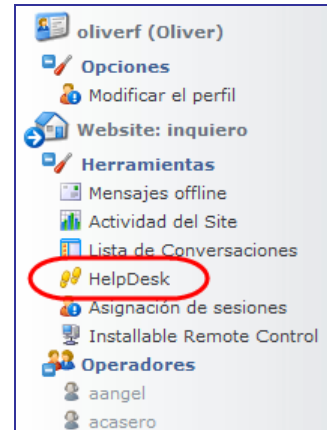 oliverf (Oliver)
Opciones
Modificar el perfil
Website: inquiero
Herramientas
Mensajes offline
Actividad del Site
Lista de Conversaciones
HelpDesk
Asignación de sesiones
Installable Remote Control
Operadores
aangel
acasero